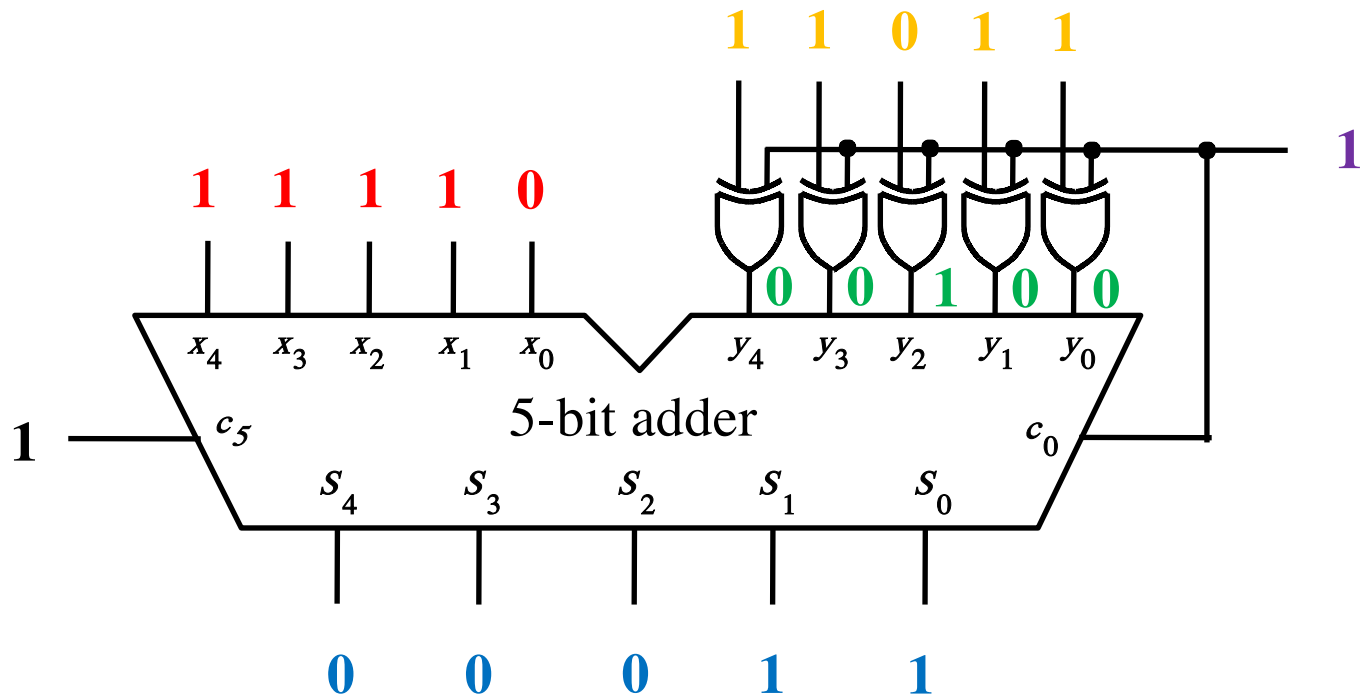 1 1 0 1 1
1
1 1 1 1 0
0 0 1 0 0
x4 x3 x2 x1 x0 y4 y3 y2 y1 y0
5-bit adder
1 c5 c0
S4 S3 S2 S1 S0
0 0 0 1 1